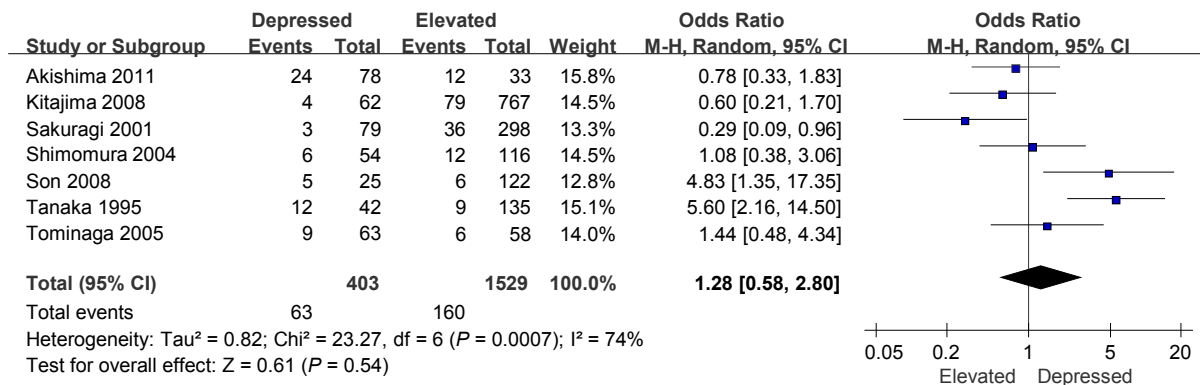 Depressed Elevated Odds Ratio Odds Ratio
Study or Subgroup Events Total Events Total Weight M-H, Random, 95% CI M-H, Random, 95% CI
Akishima 2011 24 78 12 33 15.8% 0.78 [0.33, 1.83]
Kitajima 2008 4 62 79 767 14.5% 0.60 [0.21, 1.70]
Sakuragi 2001 3 79 36 298 13.3% 0.29 [0.09, 0.96]
Shimomura 2004 6 54 12 116 14.5% 1.08 [0.38, 3.06]
Son 2008 5 25 6 122 12.8% 4.83 [1.35, 17.35]
Tanaka 1995 12 42 9 135 15.1% 5.60 [2.16, 14.50]
Tominaga 2005 9 63 6 58 14.0% 1.44 [0.48, 4.34]
Total (95% CI) 403 1529 100.0% 1.28 [0.58, 2.80]
Total events 63 160
Heterogeneity: Tau² = 0.82; Chi² = 23.27, df = 6 (P = 0.0007); I² = 74%
Test for overall effect: Z = 0.61 (P = 0.54)
0.05 0.2 1 5 20
Elevated Depressed